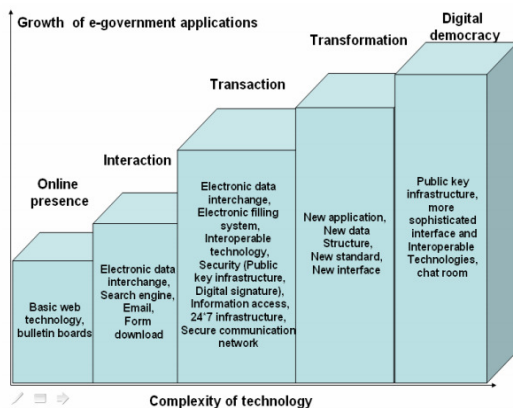 Growth of e-government applications
Digital
democracy
Transformation
Transaction
Interaction
Online
presence
Basic web
technology,
bulletin boards
Electronic data
interchange,
Search engine,
Email,
Form
download
Electronic data
interchange,
Electronic filling
system,
Interoperable
technology,
Security (Public
key infrastructure,
Digital signature),
Information access,
24*7 infrastructure,
Secure communication
network
New application,
New data
Structure,
New standard,
New interface
Public key
infrastructure,
more
sophisticated
interface and
Interoperable
Technologies,
chat room
Complexity of technology